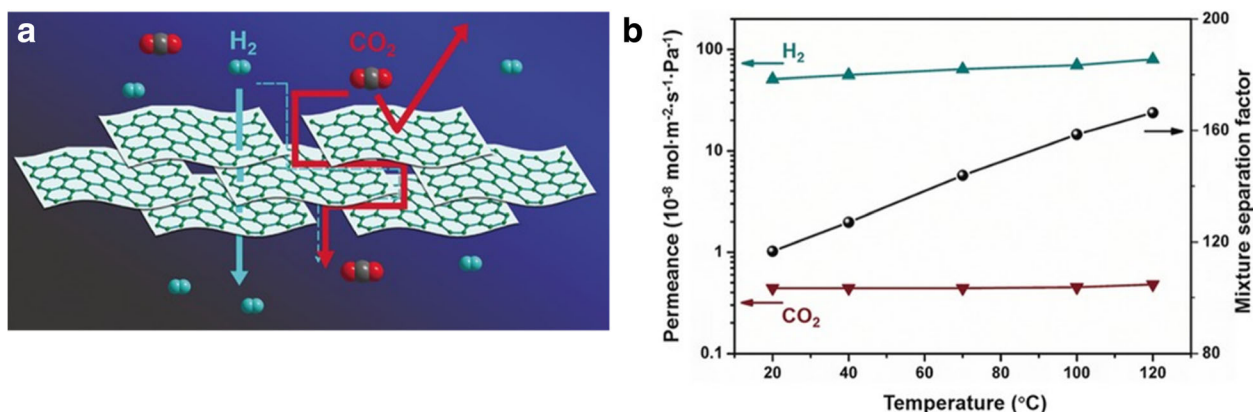 a
H₂
CO₂
b
Permeance (10⁻⁸ mol·m⁻²·s⁻¹·Pa⁻¹)
100
10
1
0.1
H₂
CO₂
200
160
120
80
Mixture separation factor
20 40 60 80 100 120
Temperature (°C)